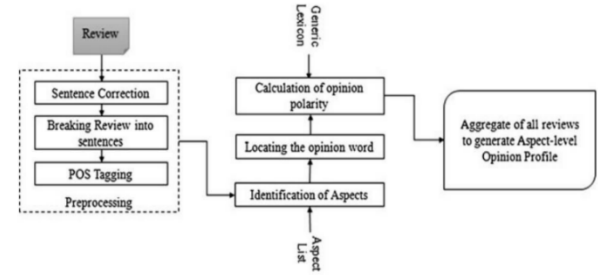 Review
Sentence Correction
Breaking Review into
sentences
POS Tagging
Preprocessing
Generic
Lexicon
Calculation of opinion
polarity
Locating the opinion word
Identification of Aspects
Aspect
List
Aggregate of all reviews
to generate Aspect-level
Opinion Profile